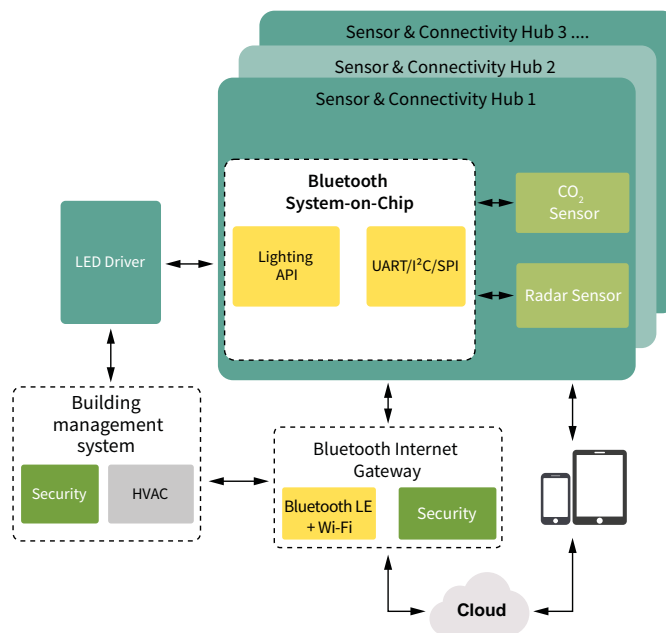 Sensor & Connectivity Hub 3 ....
Sensor & Connectivity Hub 2
Sensor & Connectivity Hub 1
Bluetooth
System-on-Chip
Lighting
API
UART/I²C/SPI
CO₂
Sensor
Radar Sensor
LED Driver
Building
management
system
Security
HVAC
Bluetooth Internet
Gateway
Bluetooth LE
+ Wi-Fi
Security
Cloud